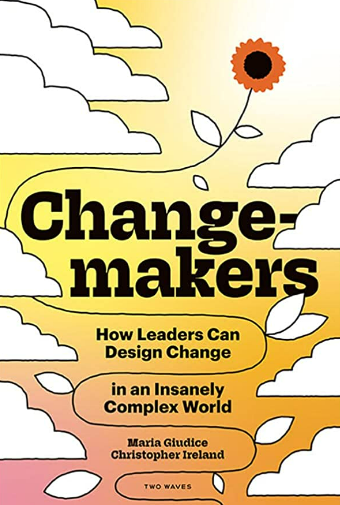 Change-
makers
How Leaders Can
Design Change
in an Insanely
Complex World
Maria Giudice
Christopher Ireland
TWO WAVES